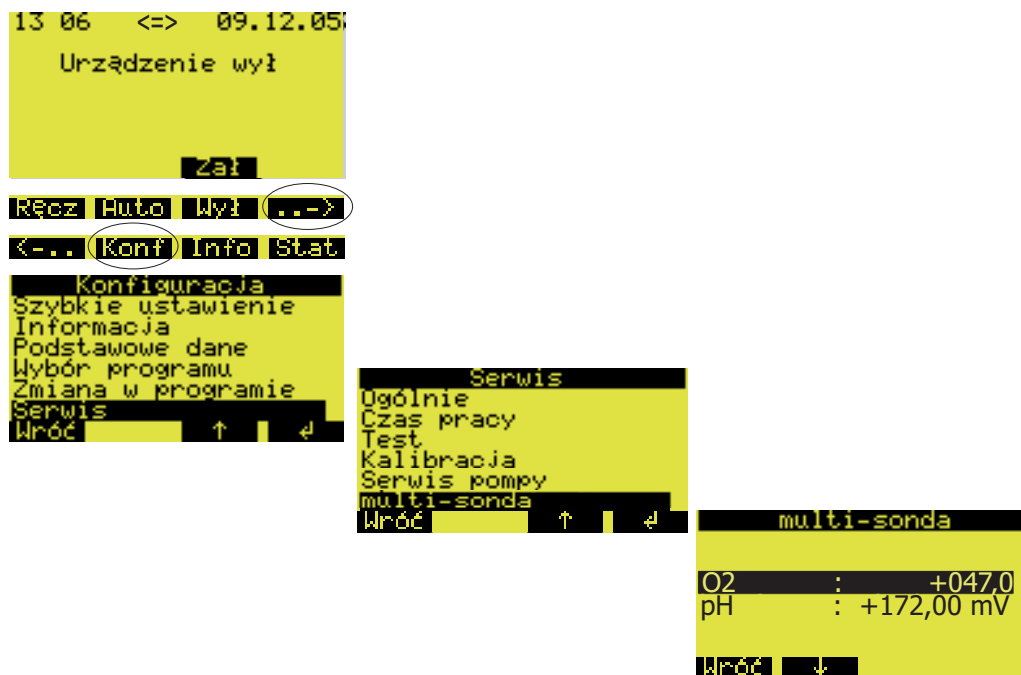 13 06 <=> 09.12.05
Urządzenie wył
Zał
Ręcz Auto Wył ..->
<-.. Konf Info Stat
Konfiguracja
Szybkie ustawienie
Informacja
Podstawowe dane
Wybór programu
Zmiana w programie
Serwis
Wróć ↑ ↵
Serwis
Ogólnie
Czas pracy
Test
Kalibracja
Serwis pompy
multi-sonda
Wróć ↑ ↵
multi-sonda
O2 : +047,0
pH : +172,00 mV
Wróć ↓